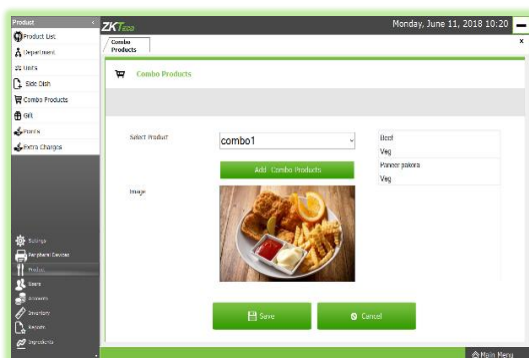 Product <
Product List
Department
Units
Side Dish
Combo Products
Gift
Points
Extra Charges
Settings
Peripheral Devices
Product
Users
Accounts
Inventory
Reports
Ingredients
ZKTeco
Monday, June 11, 2018 10:20
Combo
Products
x
Combo Products
Select Product
combo1
Add Combo Products
Image
Beef
Veg
Paneer pakora
Veg
Save
Cancel
Main Menu